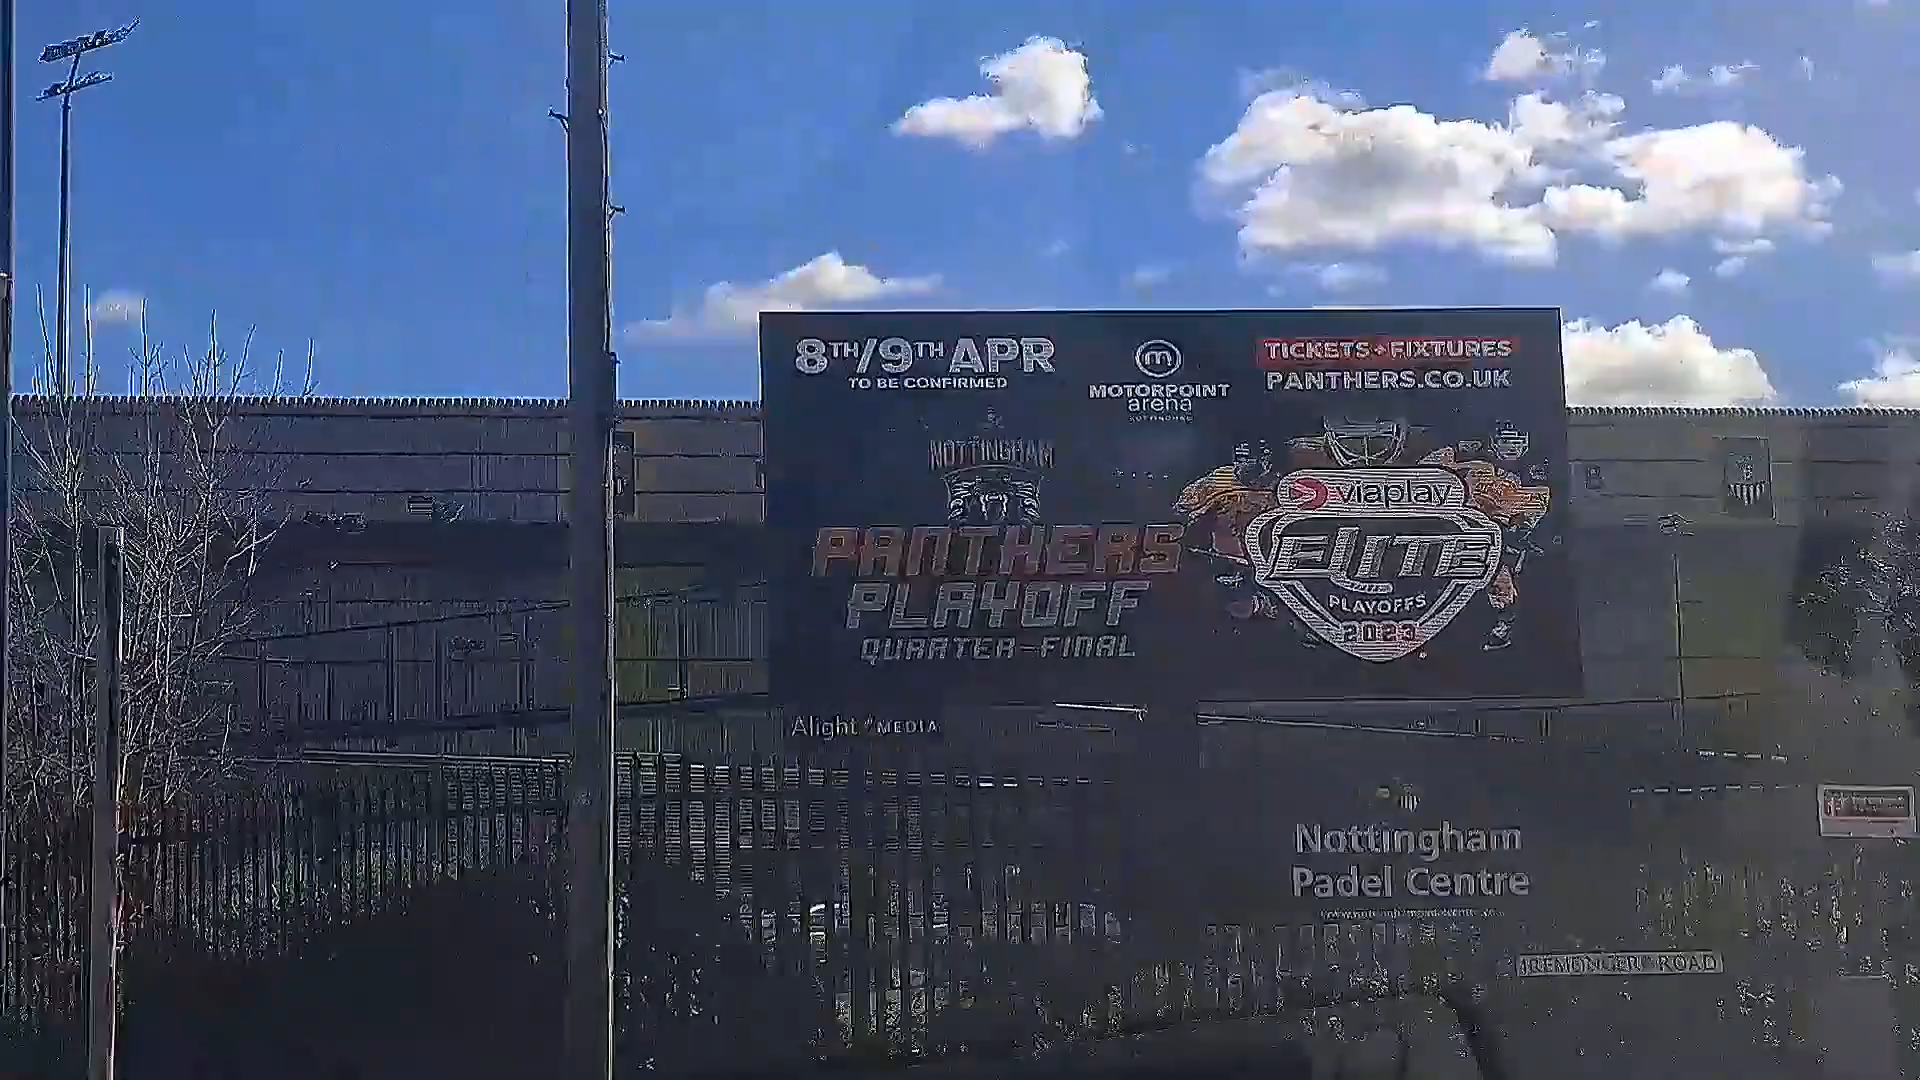 8TH/9TH APR
TO BE CONFIRMED
MOTORPOINT
arena
NOTTINGHAM
TICKETS+FIXTURES
PANTHERS.CO.UK
NOTTINGHAM
PANTHERS
PLAYOFF
QUARTER-FINAL
viaplay
ELITE
PLAYOFFS
2023
Alight MEDIA
Nottingham
Padel Centre
IREMONGER ROAD